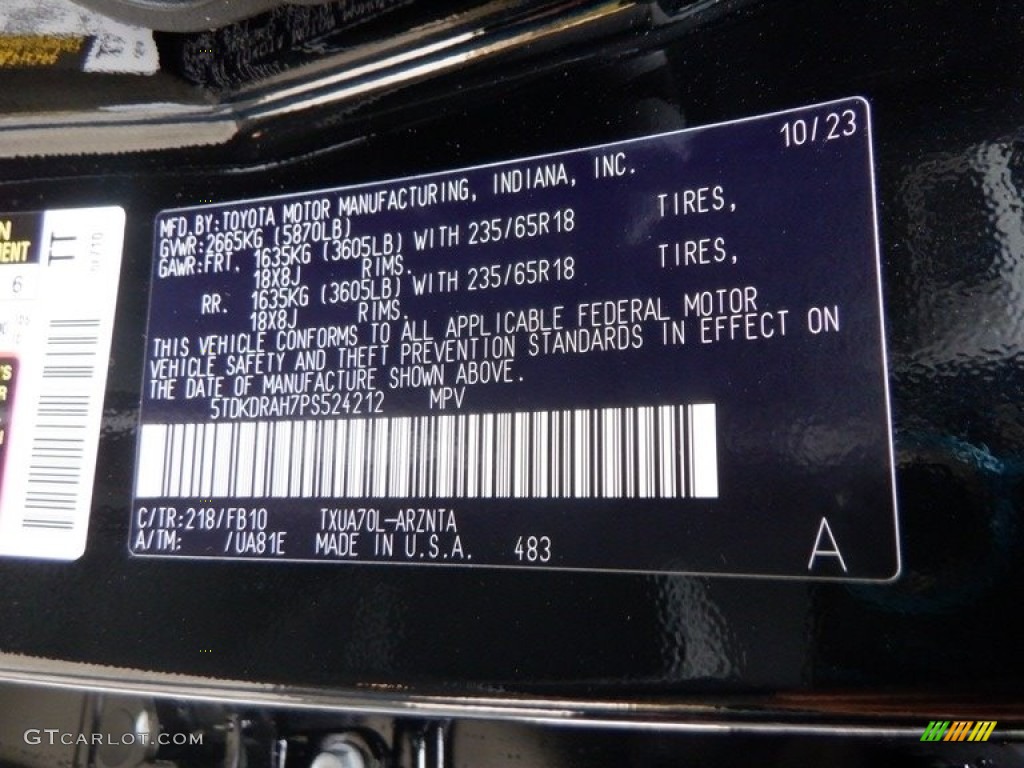 10/23
MFD.BY:TOYOTA MOTOR MANUFACTURING, INDIANA, INC.
GVWR:2665KG (5870LB)
GAWR:FRT. 1635KG (3605LB) WITH 235/65R18 TIRES,
18X8J RIMS.
RR. 1635KG (3605LB) WITH 235/65R18 TIRES,
18X8J RIMS.
THIS VEHICLE CONFORMS TO ALL APPLICABLE FEDERAL MOTOR
VEHICLE SAFETY AND THEFT PREVENTION STANDARDS IN EFFECT ON
THE DATE OF MANUFACTURE SHOWN ABOVE.
5TDKDRAH7PS524212 MPV
C/TR:218/FB10 TXUA70L-ARZNTA
A/TM: /UA81E MADE IN U.S.A. 483
A
6
GTCARLOT.COM